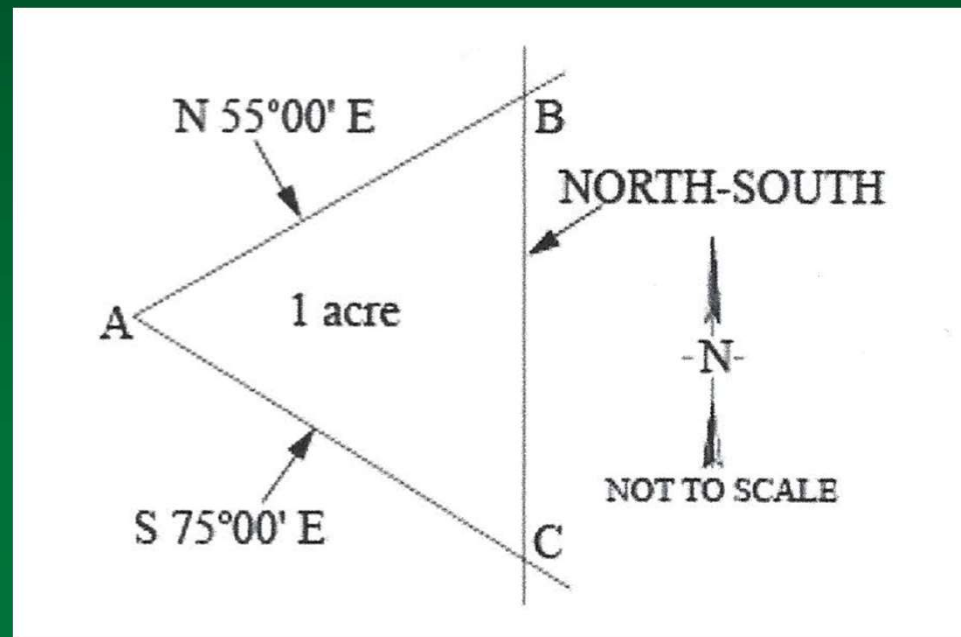 N 55°00' E
B
NORTH-SOUTH
A
1 acre
-N-
NOT TO SCALE
S 75°00' E
C